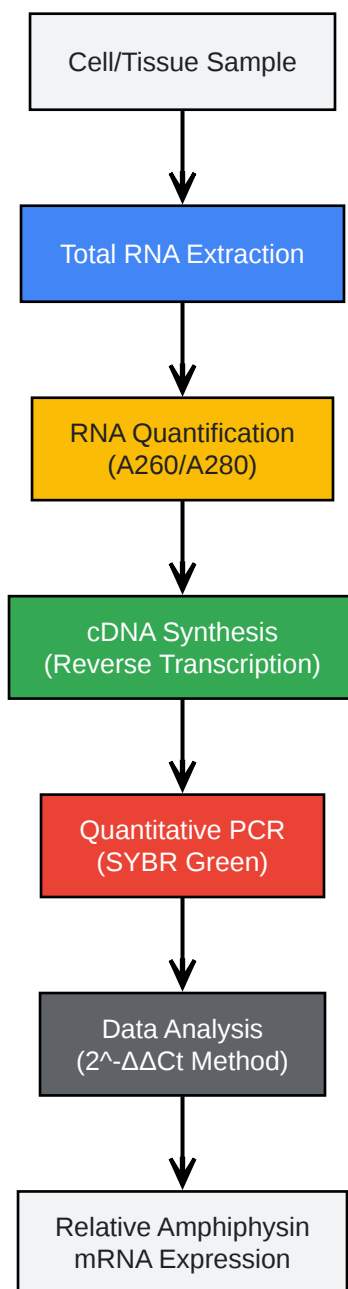 Cell/Tissue Sample
Total RNA Extraction
RNA Quantification
(A260/A280)
cDNA Synthesis
(Reverse Transcription)
Quantitative PCR
(SYBR Green)
Data Analysis
(2^-ΔΔCt Method)
Relative Amphiphysin
mRNA Expression